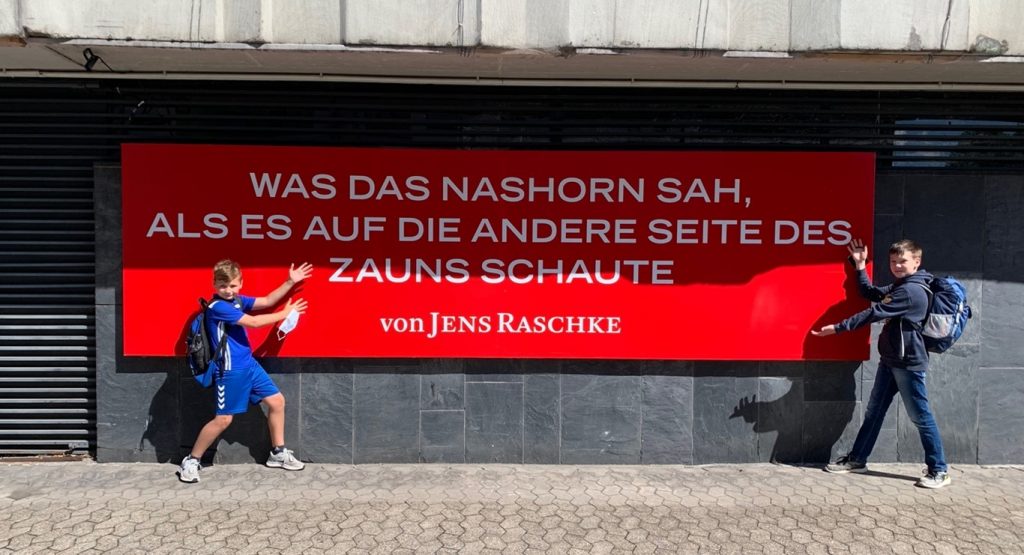 WAS DAS NASHORN SAH,
ALS ES AUF DIE ANDERE SEITE DES
ZAUNS SCHAUTE
von JENS RASCHKE